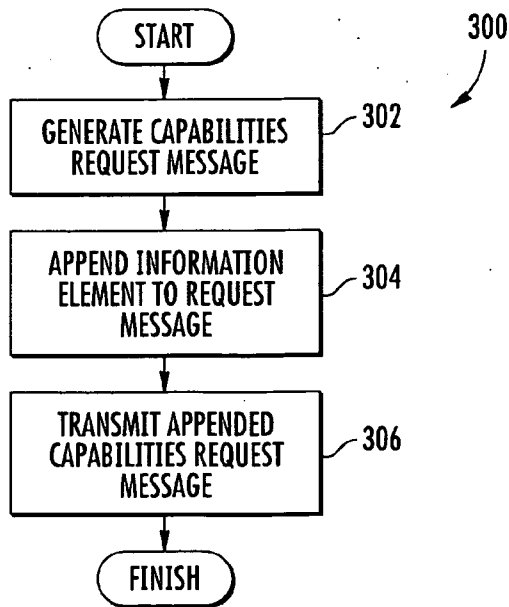 START
300
GENERATE CAPABILITIES
REQUEST MESSAGE
302
APPEND INFORMATION
ELEMENT TO REQUEST
MESSAGE
304
TRANSMIT APPENDED
CAPABILITIES REQUEST
MESSAGE
306
FINISH